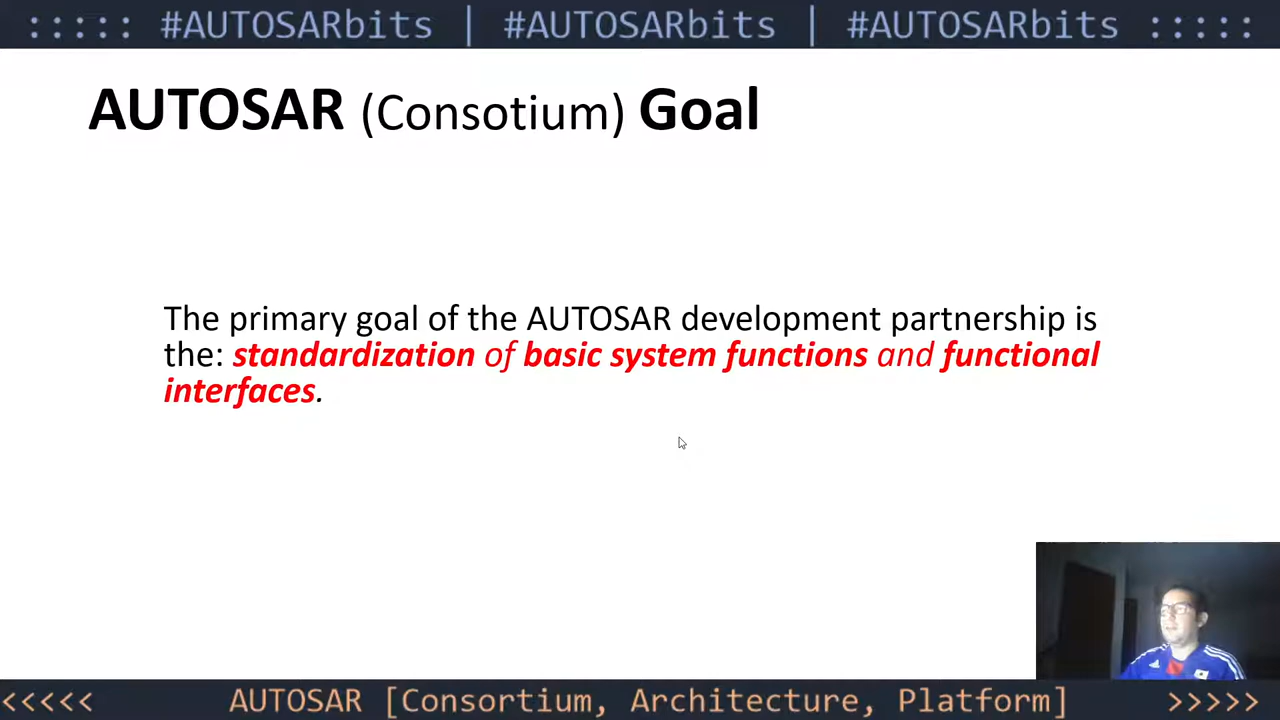 ::::: #AUTOSARbits | #AUTOSARbits | #AUTOSARbits :::::
AUTOSAR (Consotium) Goal
The primary goal of the AUTOSAR development partnership is
the: standardization of basic system functions and functional
interfaces.
<<<<< AUTOSAR [Consortium, Architecture, Platform] >>>>>